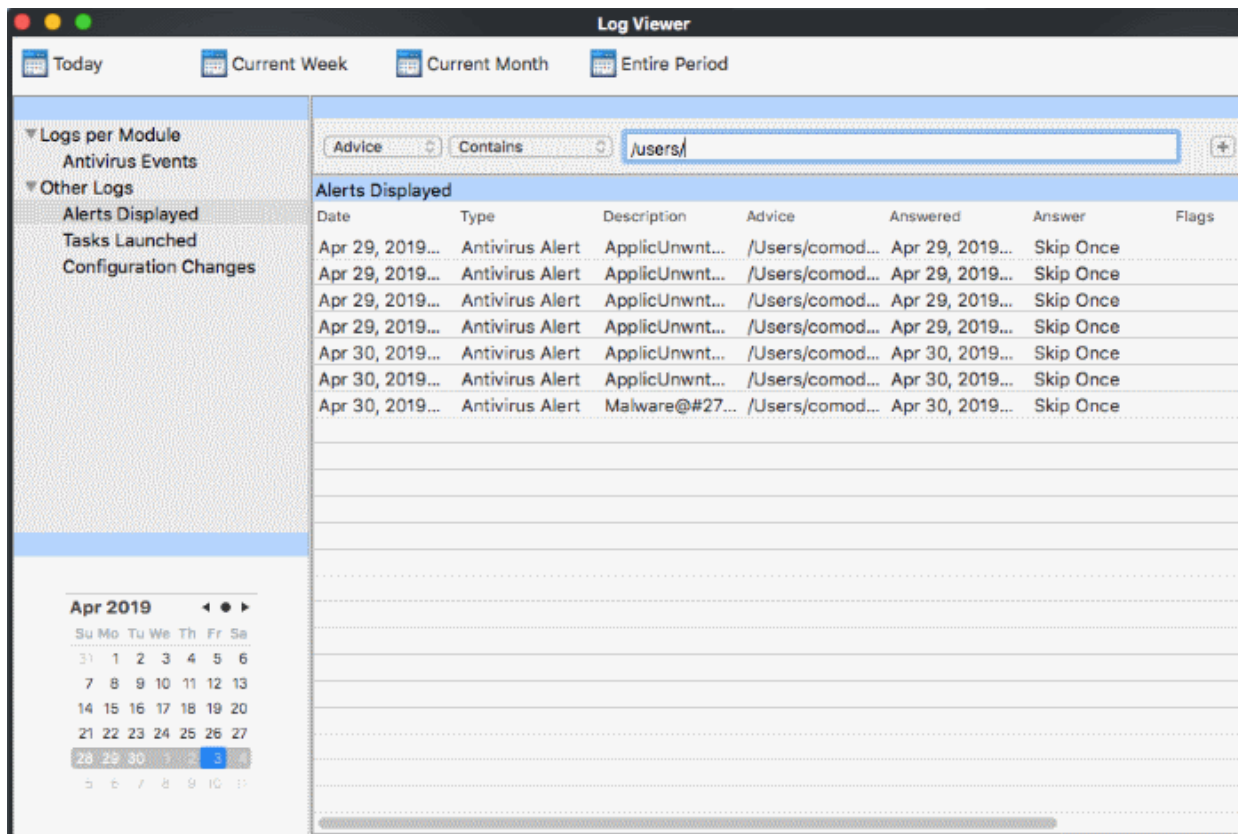 Log Viewer
Today Current Week Current Month Entire Period
Logs per Module
Antivirus Events
Other Logs
Alerts Displayed
Tasks Launched
Configuration Changes
Advice Contains /users/
Alerts Displayed
Date Type Description Advice Answered Answer Flags
Apr 29, 2019... Antivirus Alert ApplicUnwnt... /Users/comod... Apr 29, 2019... Skip Once
Apr 29, 2019... Antivirus Alert ApplicUnwnt... /Users/comod... Apr 29, 2019... Skip Once
Apr 29, 2019... Antivirus Alert ApplicUnwnt... /Users/comod... Apr 29, 2019... Skip Once
Apr 29, 2019... Antivirus Alert ApplicUnwnt... /Users/comod... Apr 29, 2019... Skip Once
Apr 30, 2019... Antivirus Alert ApplicUnwnt... /Users/comod... Apr 30, 2019... Skip Once
Apr 30, 2019... Antivirus Alert ApplicUnwnt... /Users/comod... Apr 30, 2019... Skip Once
Apr 30, 2019... Antivirus Alert Malware@#27... /Users/comod... Apr 30, 2019... Skip Once
Apr 2019
Su Mo Tu We Th Fr Sa
31 1 2 3 4 5 6
7 8 9 10 11 12 13
14 15 16 17 18 19 20
21 22 23 24 25 26 27
28 29 30 1 2 3 4
5 6 7 8 9 10 11